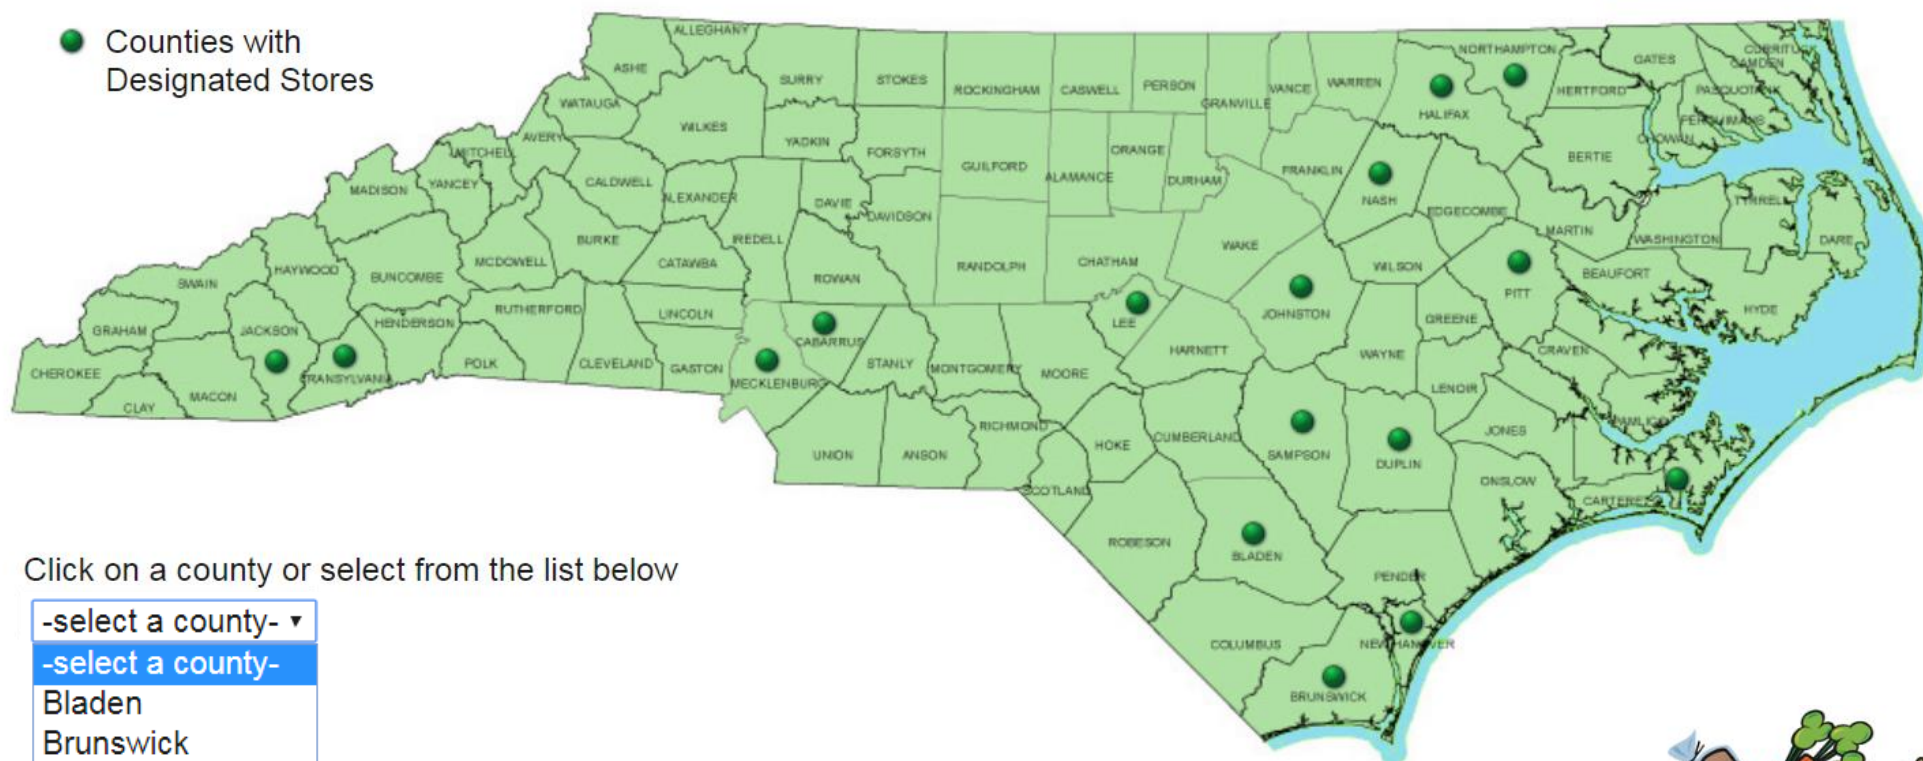 Counties with
Designated Stores
ALLEGHANY
ASHE
SURRY
STOKES
ROCKINGHAM
CASWELL
PERSON
GRANVILLE
VANCE
WARREN
NORTHAMPTON
HALIFAX
HERTFORD
GATES
CURRITUCK
CAMDEN
PASQUOTANK
PERQUIMANS
CHOWAN
BERTIE
WATAUGA
WILKES
YADKIN
FORSYTH
GUILFORD
ALAMANCE
ORANGE
DURHAM
FRANKLIN
NASH
EDGECOMBE
MARTIN
WASHINGTON
TYRRELL
DARE
AVERY
MITCHELL
YANCEY
MADISON
CALDWELL
ALEXANDER
DAVIE
DAVIDSON
IREDELL
BURKE
MCDOWELL
BUNCOMBE
HAYWOOD
SWAIN
CATAWBA
ROWAN
RANDOLPH
CHATHAM
WAKE
WILSON
PITT
BEAUFORT
HYDE
GRAHAM
JACKSON
HENDERSON
RUTHERFORD
LINCOLN
CABARRUS
LEE
JOHNSTON
GREENE
CRAVEN
CHEROKEE
CLAY
MACON
TRANSYLVANIA
POLK
CLEVELAND
GASTON
MECKLENBURG
STANLY
MONTGOMERY
MOORE
HARNETT
WAYNE
LENOIR
PAMLICO
UNION
ANSON
RICHMOND
SCOTLAND
HOKE
CUMBERLAND
SAMPSON
DUPLIN
JONES
ONSLOW
CARTERET
ROBESON
BLADEN
PENDER
COLUMBUS
NEW HANOVER
BRUNSWICK
Click on a county or select from the list below
-select a county-
-select a county-
Bladen
Brunswick